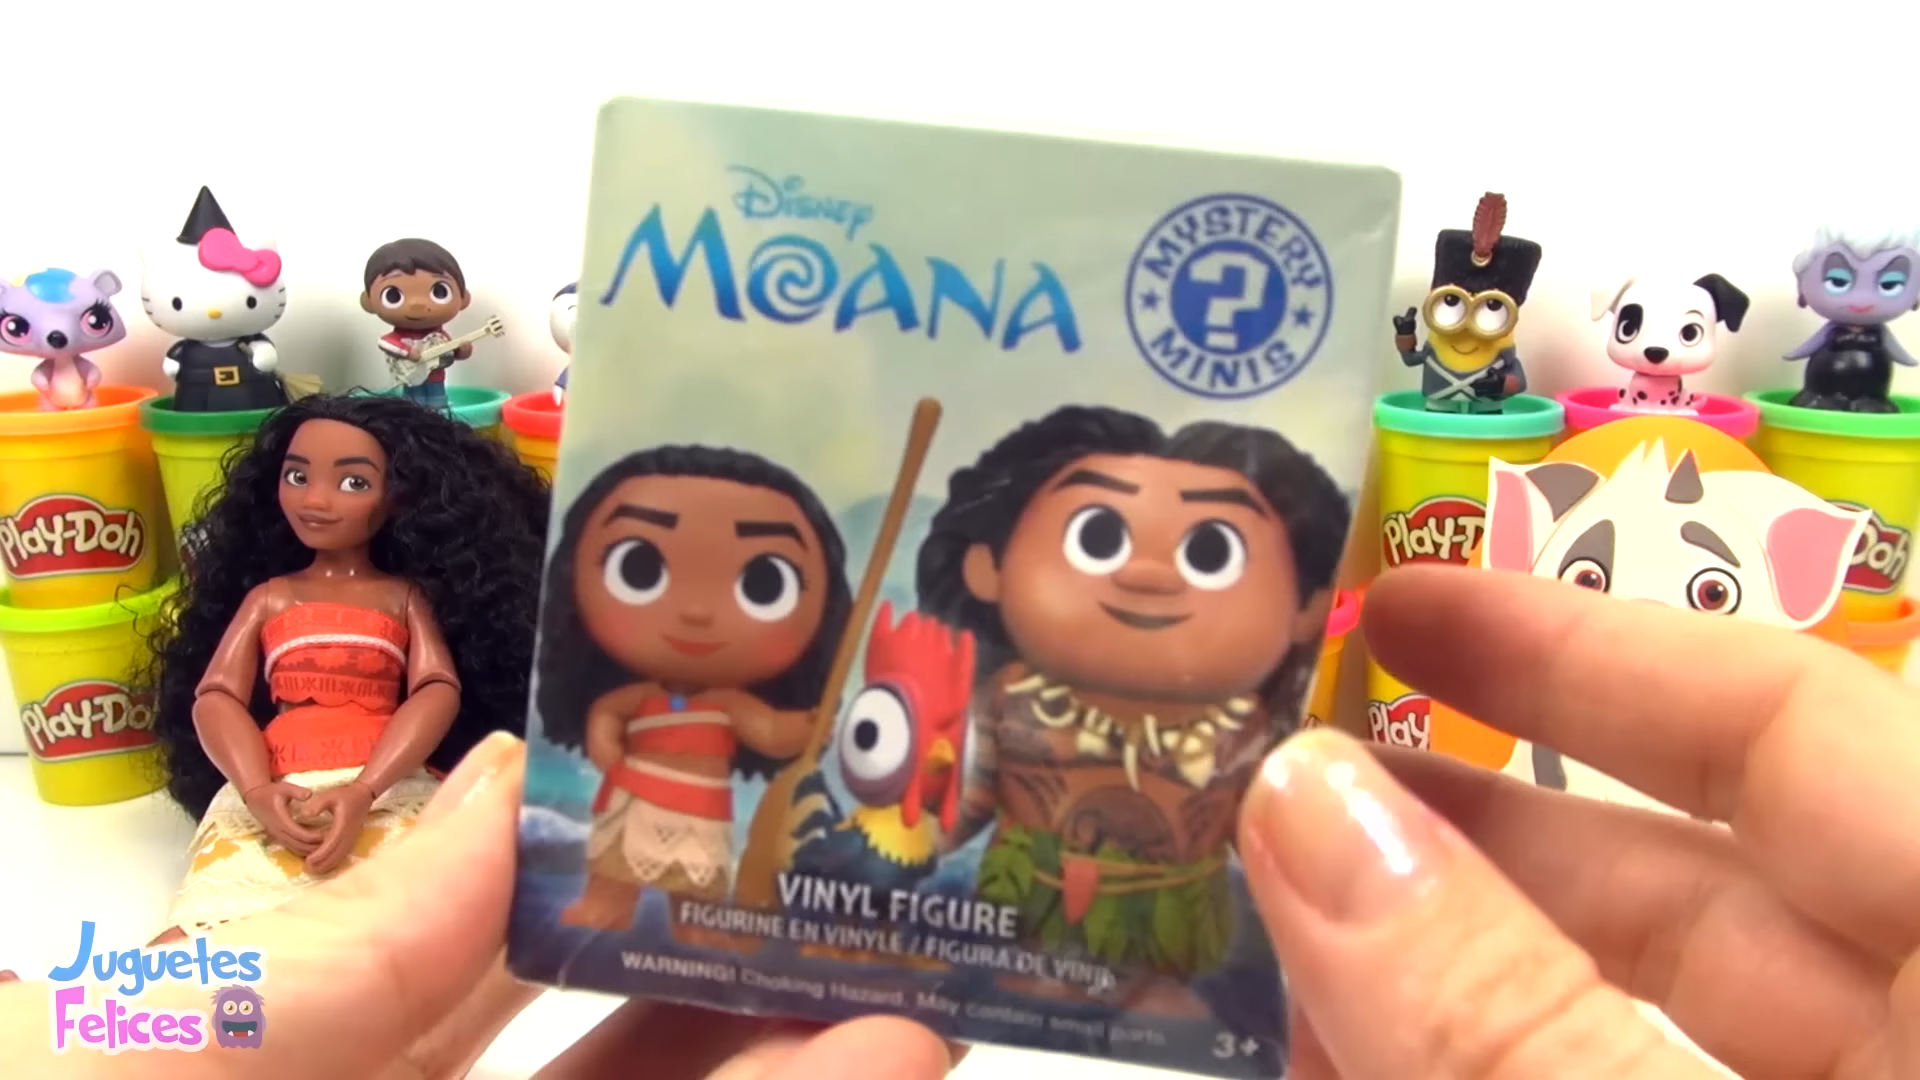 DISNEY
MOANA
MYSTERY
?
MINIS
VINYL FIGURE
FIGURINE EN VINYLE / FIGURA DE VINIL
WARNING! Choking Hazard. May contain small parts.
3+
PLAY-DOH
PLAY-DOH
PLAY-D
DOH
PLAY
Juguetes
Felices